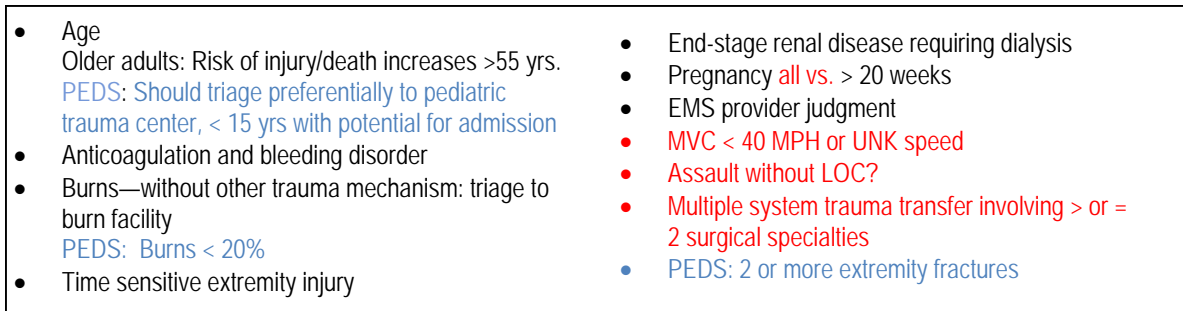 • Age
Older adults: Risk of injury/death increases >55 yrs.
PEDS: Should triage preferentially to pediatric
trauma center, < 15 yrs with potential for admission
• Anticoagulation and bleeding disorder
• Burns—without other trauma mechanism: triage to
burn facility
PEDS: Burns < 20%
• Time sensitive extremity injury
• End-stage renal disease requiring dialysis
• Pregnancy all vs. > 20 weeks
• EMS provider judgment
• MVC < 40 MPH or UNK speed
• Assault without LOC?
• Multiple system trauma transfer involving > or =
2 surgical specialties
• PEDS: 2 or more extremity fractures